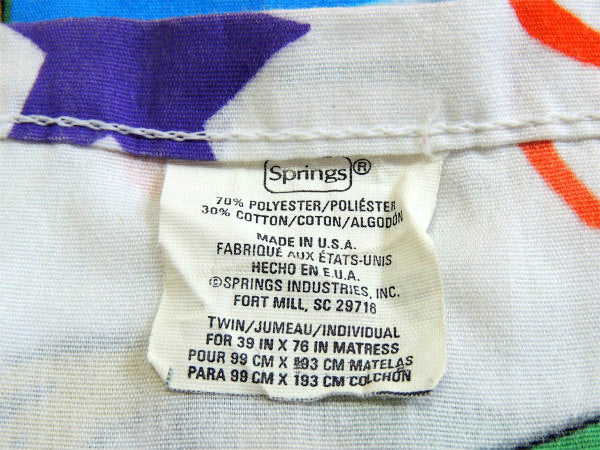 Springs®
70% POLYESTER/POLIÉSTER
30% COTTON/COTON/ALGODÓN
MADE IN U.S.A.
FABRIQUÉ AUX ÉTATS-UNIS
HECHO EN E.U.A.
©SPRINGS INDUSTRIES, INC.
FORT MILL, SC 29716
TWIN/JUMEAU/INDIVIDUAL
FOR 39 IN X 76 IN MATRESS
POUR 99 CM X 193 CM MATELAS
PARA 99 CM X 193 CM COLCHÓN